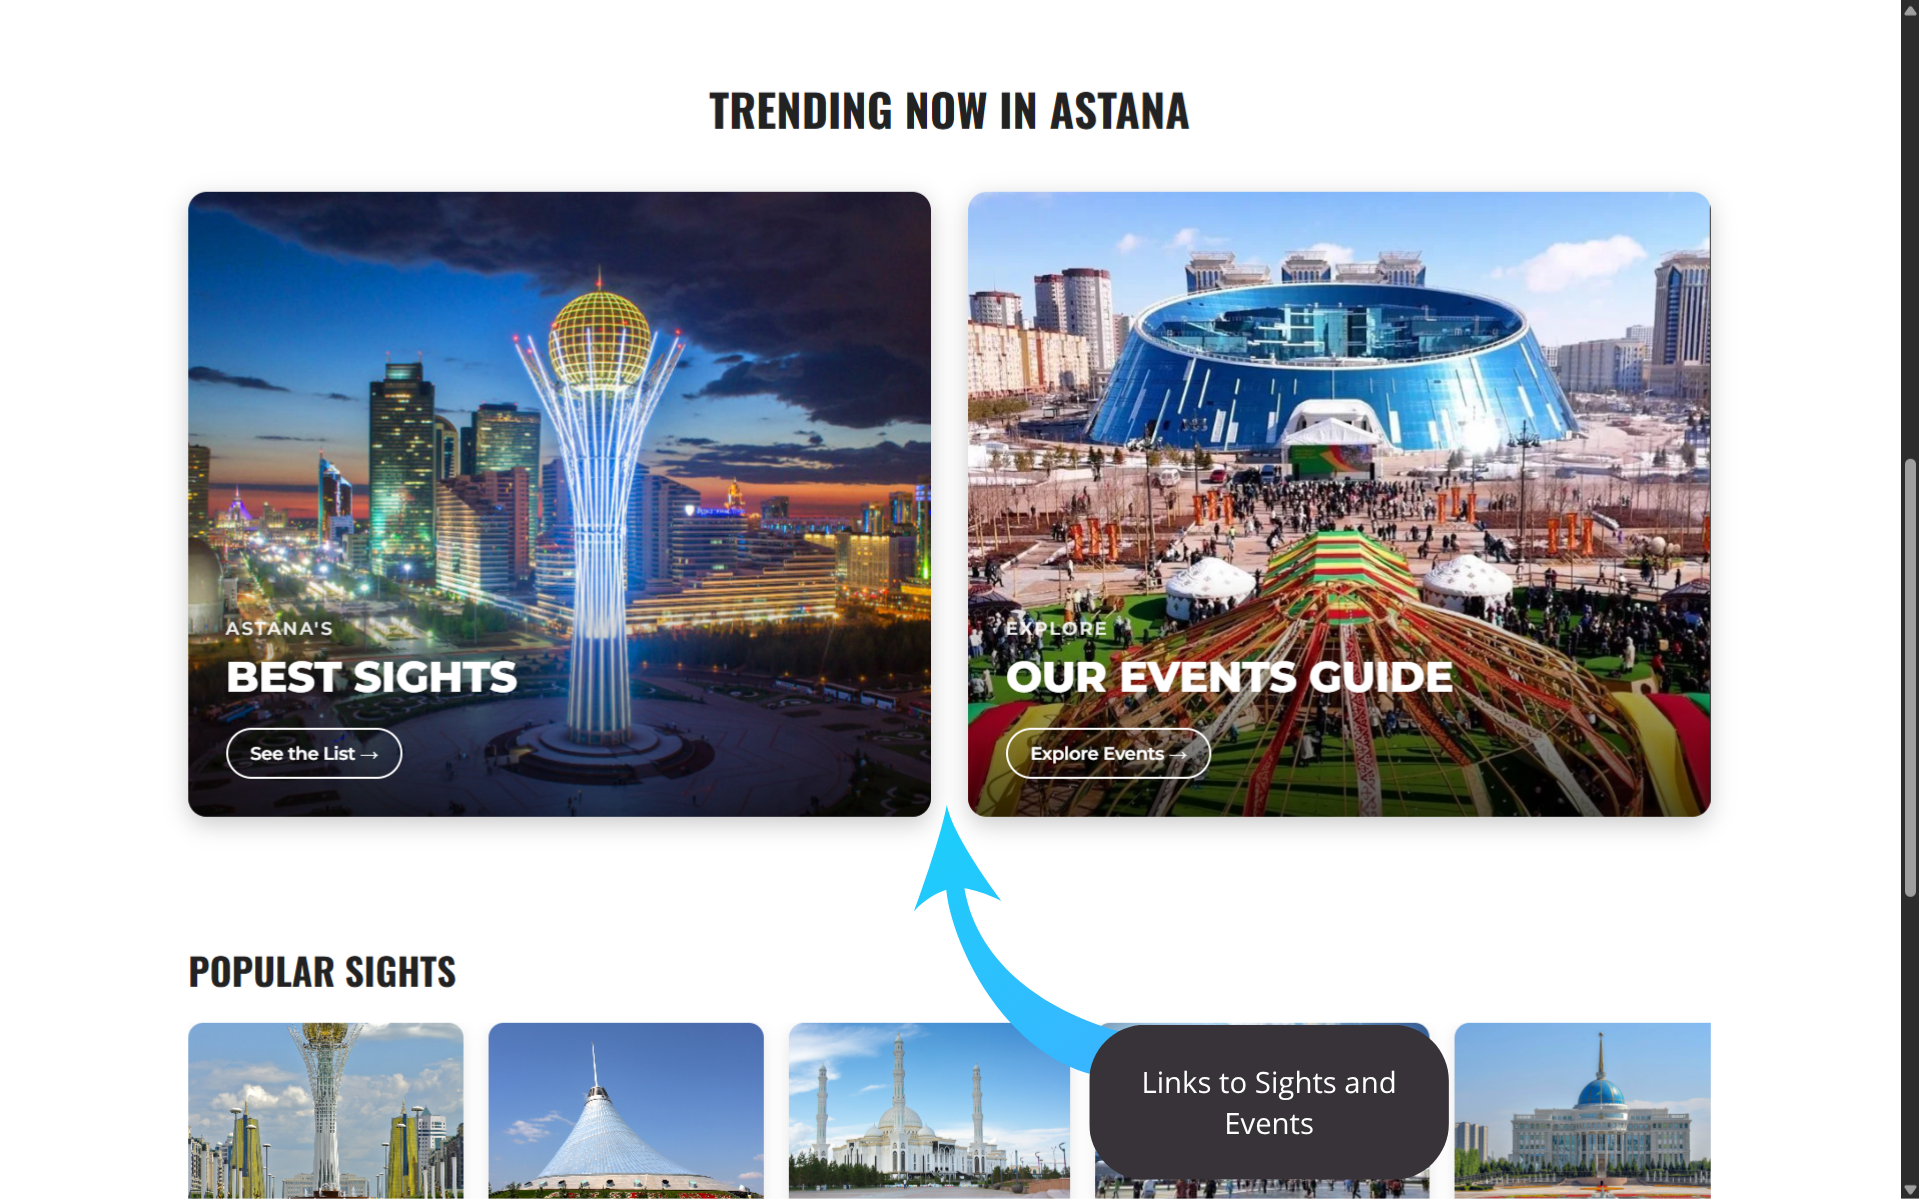 TRENDING NOW IN ASTANA
ASTANA'S
BEST SIGHTS
See the List →
EXPLORE
OUR EVENTS GUIDE
Explore Events →
POPULAR SIGHTS
Links to Sights and
Events